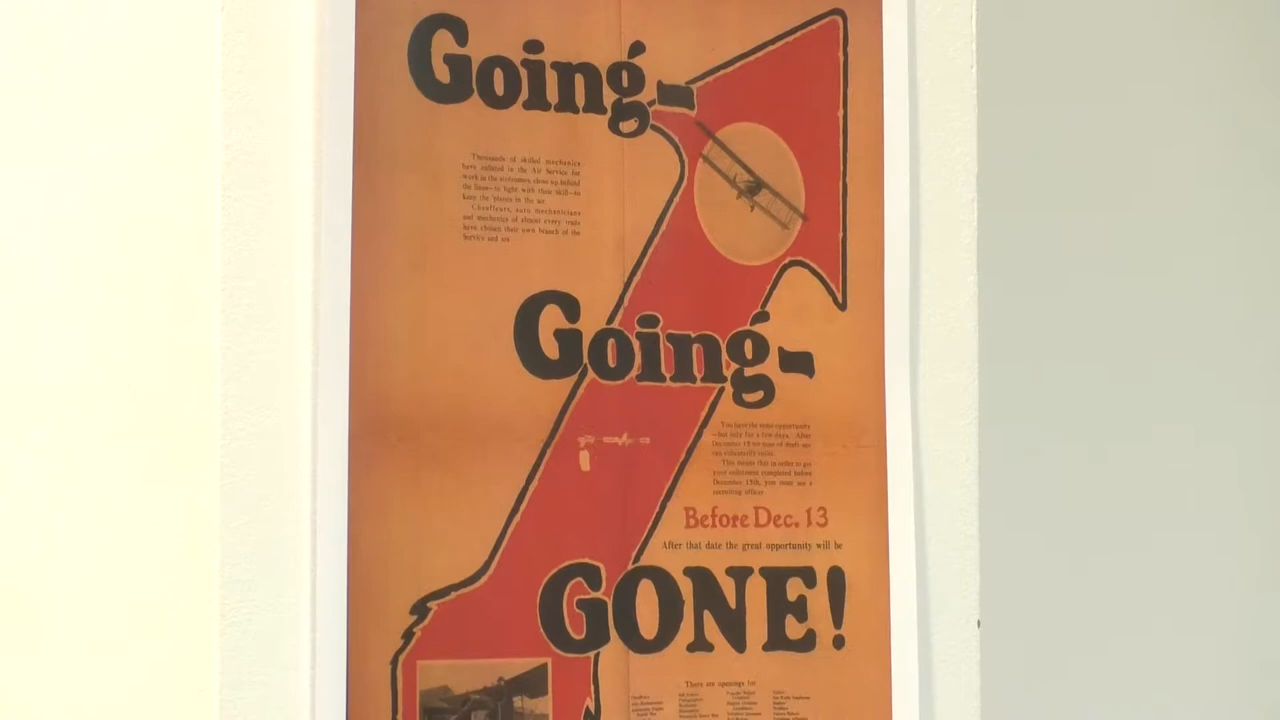 Going-
Thousands of skilled mechanics
have enlisted in the Air Service for
work in the aerodromes, close up behind
the lines—to fight with their skill—to
keep the 'planes in the air.
Chauffeurs, auto mechanicians
and mechanics of almost every trade
have chosen their own branch of the
Service and are
Going-
You have the same opportunity
—but only for a few days. After
December 15 no man of draft age
can voluntarily enlist.
This means that in order to get
your enlistment completed before
December 15th, you must see a
recruiting officer
Before Dec. 13
After that date the great opportunity will be
GONE!
There are openings for
Chauffeurs